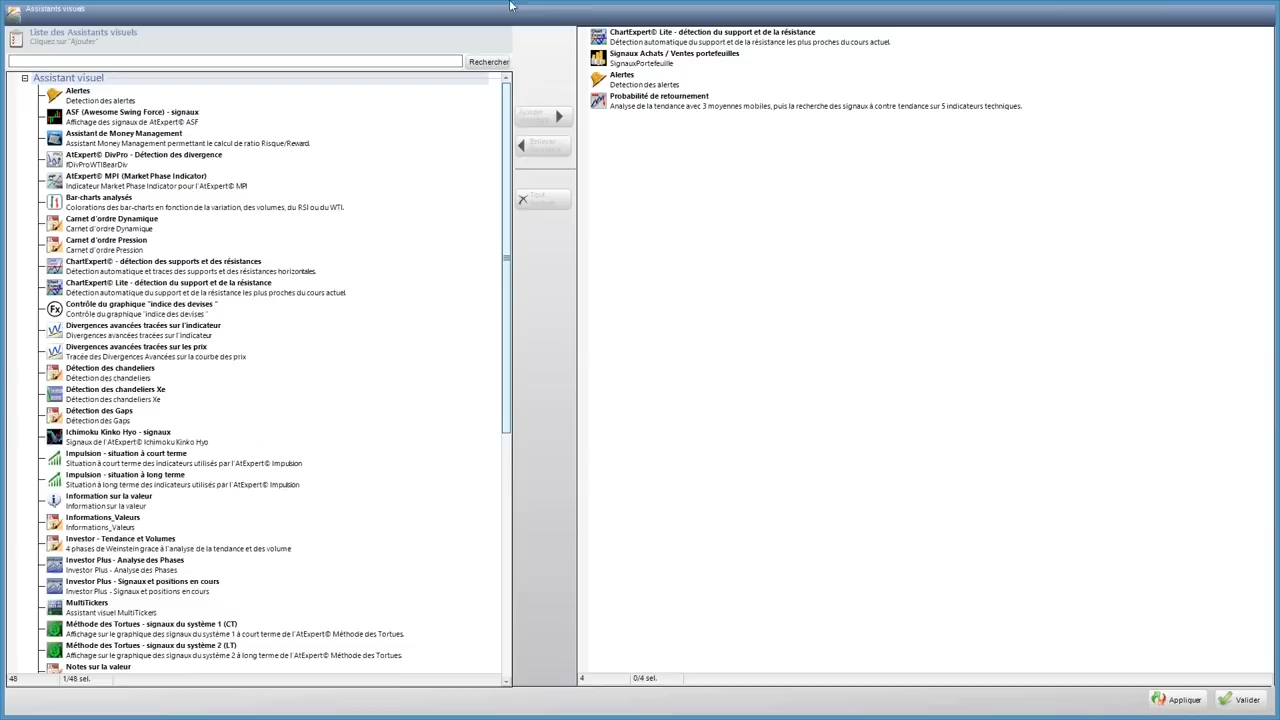 Assistants visuels
Liste des Assistants visuels
Cliquez sur "Ajouter"
Rechercher
Assistant visuel
Alertes
Detection des alertes
ASF (Awesome Swing Force) - signaux
Affichage des signaux de AtExpert© ASF
Assistant de Money Management
Assistant Money Management permettant le calcul de ratio Risque/Reward.
AtExpert© DivPro - Détection des divergence
fDivProWTIBearDiv
AtExpert© MPI (Market Phase Indicator)
Indicateur Market Phase Indicator pour l'AtExpert© MPI
Bar-charts analysés
Colorations des bar-charts en fonction de la variation, des volumes, du RSI ou du WTI.
Carnet d'ordre Dynamique
Carnet d'ordre Dynamique
Carnet d'ordre Pression
Carnet d'ordre Pression
ChartExpert© - détection des supports et des résistances
Détection automatique et traces des supports et des résistances horizontales.
ChartExpert© Lite - détection du support et de la résistance
Détection automatique du support et de la résistance les plus proches du cours actuel.
Contrôle du graphique "indice des devises "
Contrôle du graphique "indice des devises "
Divergences avancées tracées sur l'indicateur
Divergences avancées tracées sur l'indicateur
Divergences avancées tracées sur les prix
Tracée des Divergences Avancées sur la courbe des prix
Détection des chandeliers
Détection des chandeliers
Détection des chandeliers Xe
Détection des chandeliers Xe
Détection des Gaps
Détection des Gaps
Ichimoku Kinko Hyo - signaux
Signaux de l'AtExpert© Ichimoku Kinko Hyo
Impulsion - situation à court terme
Situation à court terme des indicateurs utilisés par l'AtExpert© Impulsion
Impulsion - situation à long terme
Situation à long terme des indicateurs utilisés par l'AtExpert© Impulsion
Information sur la valeur
Information sur la valeur
Informations_Valeurs
Informations_Valeurs
Investor - Tendance et Volumes
4 phases de Weinstein grace à l'analyse de la tendance et des volume
Investor Plus - Analyse des Phases
Investor Plus - Analyse des Phases
Investor Plus - Signaux et positions en cours
Investor Plus - Signaux et positions en cours
MultiTickers
Assistant visuel MultiTickers
Méthode des Tortues - signaux du système 1 (CT)
Affichage sur le graphique des signaux du système 1 à court terme de l'AtExpert© Méthode des Tortues.
Méthode des Tortues - signaux du système 2 (LT)
Affichage sur le graphique des signaux du système 2 à long terme de l'AtExpert© Méthode des Tortues.
Notes sur la valeur
48 1/48 sel.
Ajouter
Enlever
Tout
ChartExpert© Lite - détection du support et de la résistance
Détection automatique du support et de la résistance les plus proches du cours actuel.
Signaux Achats / Ventes portefeuilles
SignauxPortefeuille
Alertes
Detection des alertes
Probabilité de retournement
Analyse de la tendance avec 3 moyennes mobiles, puis la recherche des signaux à contre tendance sur 5 indicateurs techniques.
4 0/4 sel.
Appliquer
Valider